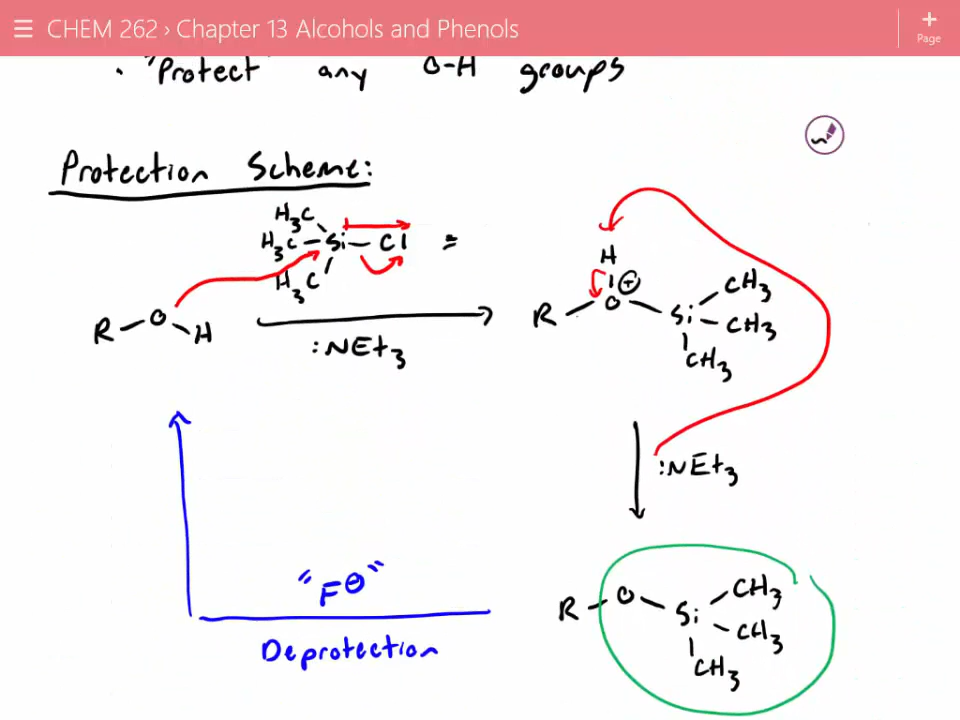 ☰ CHEM 262 › Chapter 13 Alcohols and Phenols
+
Page
• "Protect" any O-H groups
Protection Scheme:
H3C
H3C – Si – Cl =
H3C
R – O – H
:NEt3
H
⊕
R – O – Si – CH3
CH3
CH3
:NEt3
"F⊖"
Deprotection
R – O – Si – CH3
CH3
CH3